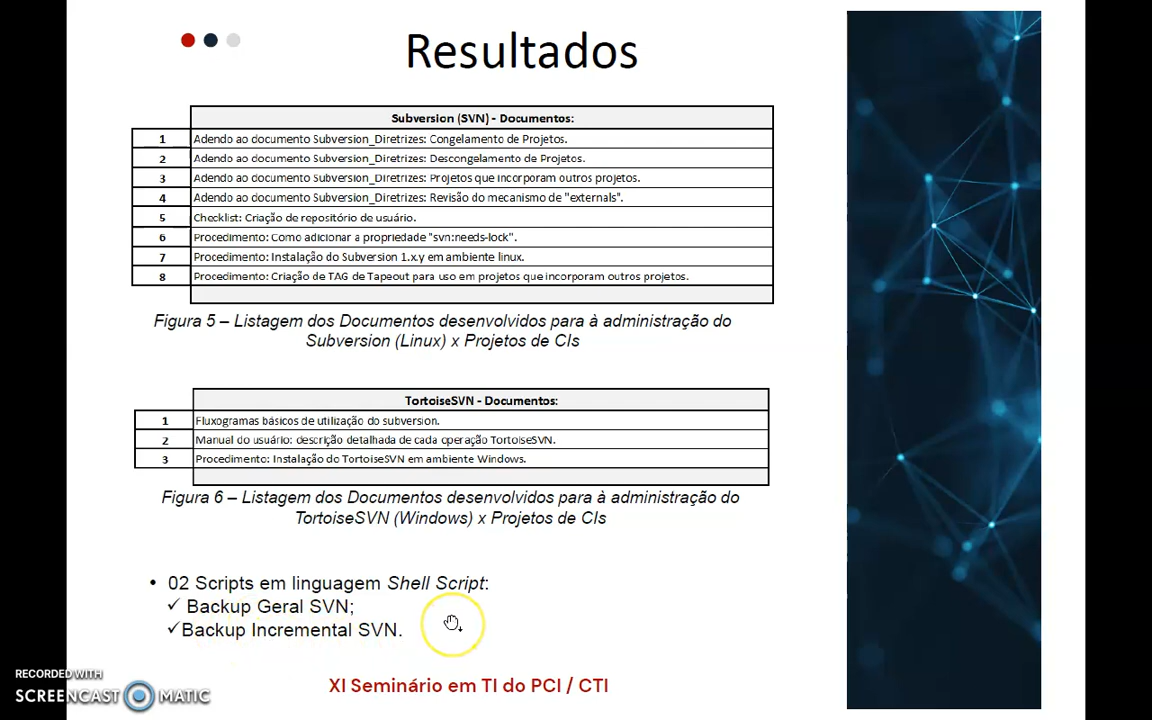 Resultados
Subversion (SVN) - Documentos:
1 Adendo ao documento Subversion_Diretrizes: Congelamento de Projetos.
2 Adendo ao documento Subversion_Diretrizes: Descongelamento de Projetos.
3 Adendo ao documento Subversion_Diretrizes: Projetos que incorporam outros projetos.
4 Adendo ao documento Subversion_Diretrizes: Revisão do mecanismo de "externals".
5 Checklist: Criação de repositório de usuário.
6 Procedimento: Como adicionar a propriedade "svn:needs-lock".
7 Procedimento: Instalação do Subversion 1.x.y em ambiente linux.
8 Procedimento: Criação de TAG de Tapeout para uso em projetos que incorporam outros projetos.
Figura 5 – Listagem dos Documentos desenvolvidos para à administração do
Subversion (Linux) x Projetos de CIs
TortoiseSVN - Documentos:
1 Fluxogramas básicos de utilização do subversion.
2 Manual do usuário: descrição detalhada de cada operação TortoiseSVN.
3 Procedimento: Instalação do TortoiseSVN em ambiente Windows.
Figura 6 – Listagem dos Documentos desenvolvidos para à administração do
TortoiseSVN (Windows) x Projetos de CIs
• 02 Scripts em linguagem Shell Script:
✓ Backup Geral SVN;
✓Backup Incremental SVN.
XI Seminário em TI do PCI / CTI
RECORDED WITH
SCREENCAST MATIC